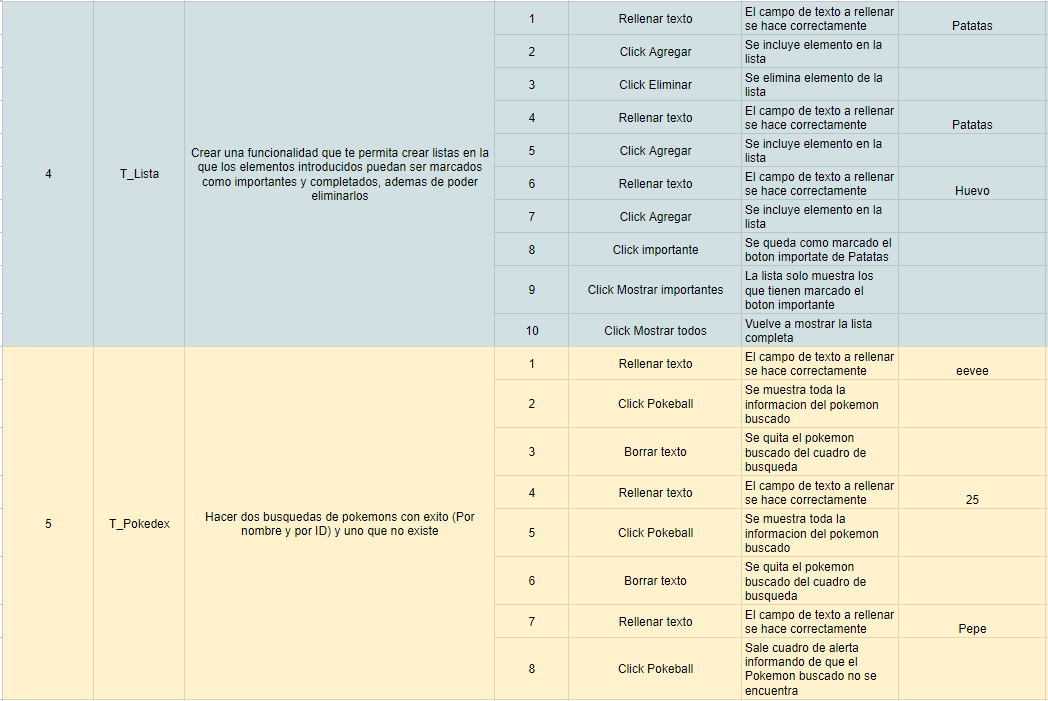 4
T_Lista
Crear una funcionalidad que te permita crear listas en la
que los elementos introducidos puedan ser marcados
como importantes y completados, ademas de poder
eliminarlos
1
Rellenar texto
El campo de texto a rellenar
se hace correctamente
Patatas
2
Click Agregar
Se incluye elemento en la
lista
3
Click Eliminar
Se elimina elemento de la
lista
4
Rellenar texto
El campo de texto a rellenar
se hace correctamente
Patatas
5
Click Agregar
Se incluye elemento en la
lista
6
Rellenar texto
El campo de texto a rellenar
se hace correctamente
Huevo
7
Click Agregar
Se incluye elemento en la
lista
8
Click importante
Se queda como marcado el
boton importate de Patatas
9
Click Mostrar importantes
La lista solo muestra los
que tienen marcado el
boton importante
10
Click Mostrar todos
Vuelve a mostrar la lista
completa
5
T_Pokedex
Hacer dos busquedas de pokemons con exito (Por
nombre y por ID) y uno que no existe
1
Rellenar texto
El campo de texto a rellenar
se hace correctamente
eevee
2
Click Pokeball
Se muestra toda la
informacion del pokemon
buscado
3
Borrar texto
Se quita el pokemon
buscado del cuadro de
busqueda
4
Rellenar texto
El campo de texto a rellenar
se hace correctamente
25
5
Click Pokeball
Se muestra toda la
informacion del pokemon
buscado
6
Borrar texto
Se quita el pokemon
buscado del cuadro de
busqueda
7
Rellenar texto
El campo de texto a rellenar
se hace correctamente
Pepe
8
Click Pokeball
Sale cuadro de alerta
informando de que el
Pokemon buscado no se
encuentra